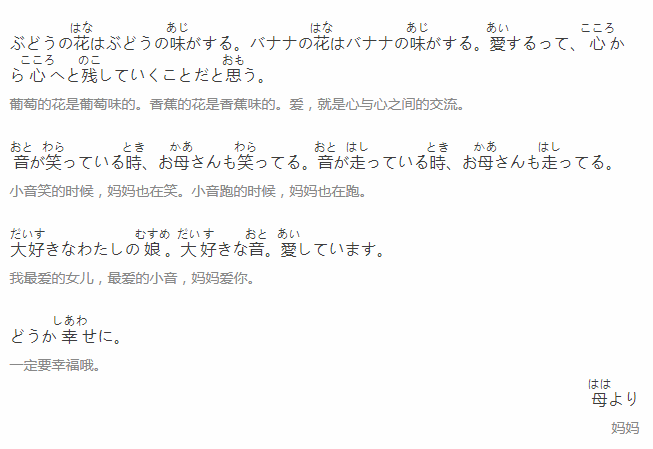 はな あじ はな あじ あい こころ
ぶどうの花はぶどうの味がする。バナナの花はバナナの味がする。愛するって、心か
こころ のこ おも
ら心へと残していくことだと思う。
葡萄的花是葡萄味的。香蕉的花是香蕉味的。爱，就是心与心之间的交流。
おと わら とき かあ わら おと はし とき かあ はし
音が笑っている時、お母さんも笑ってる。音が走っている時、お母さんも走ってる。
小音笑的时候，妈妈也在笑。小音跑的时候，妈妈也在跑。
だいす むすめ だいす おと あい
大好きなわたしの娘。大好きな音。愛しています。
我最爱的女儿，最爱的小音，妈妈爱你。
しあわ
どうか幸せに。
一定要幸福哦。
はは
母より
妈妈